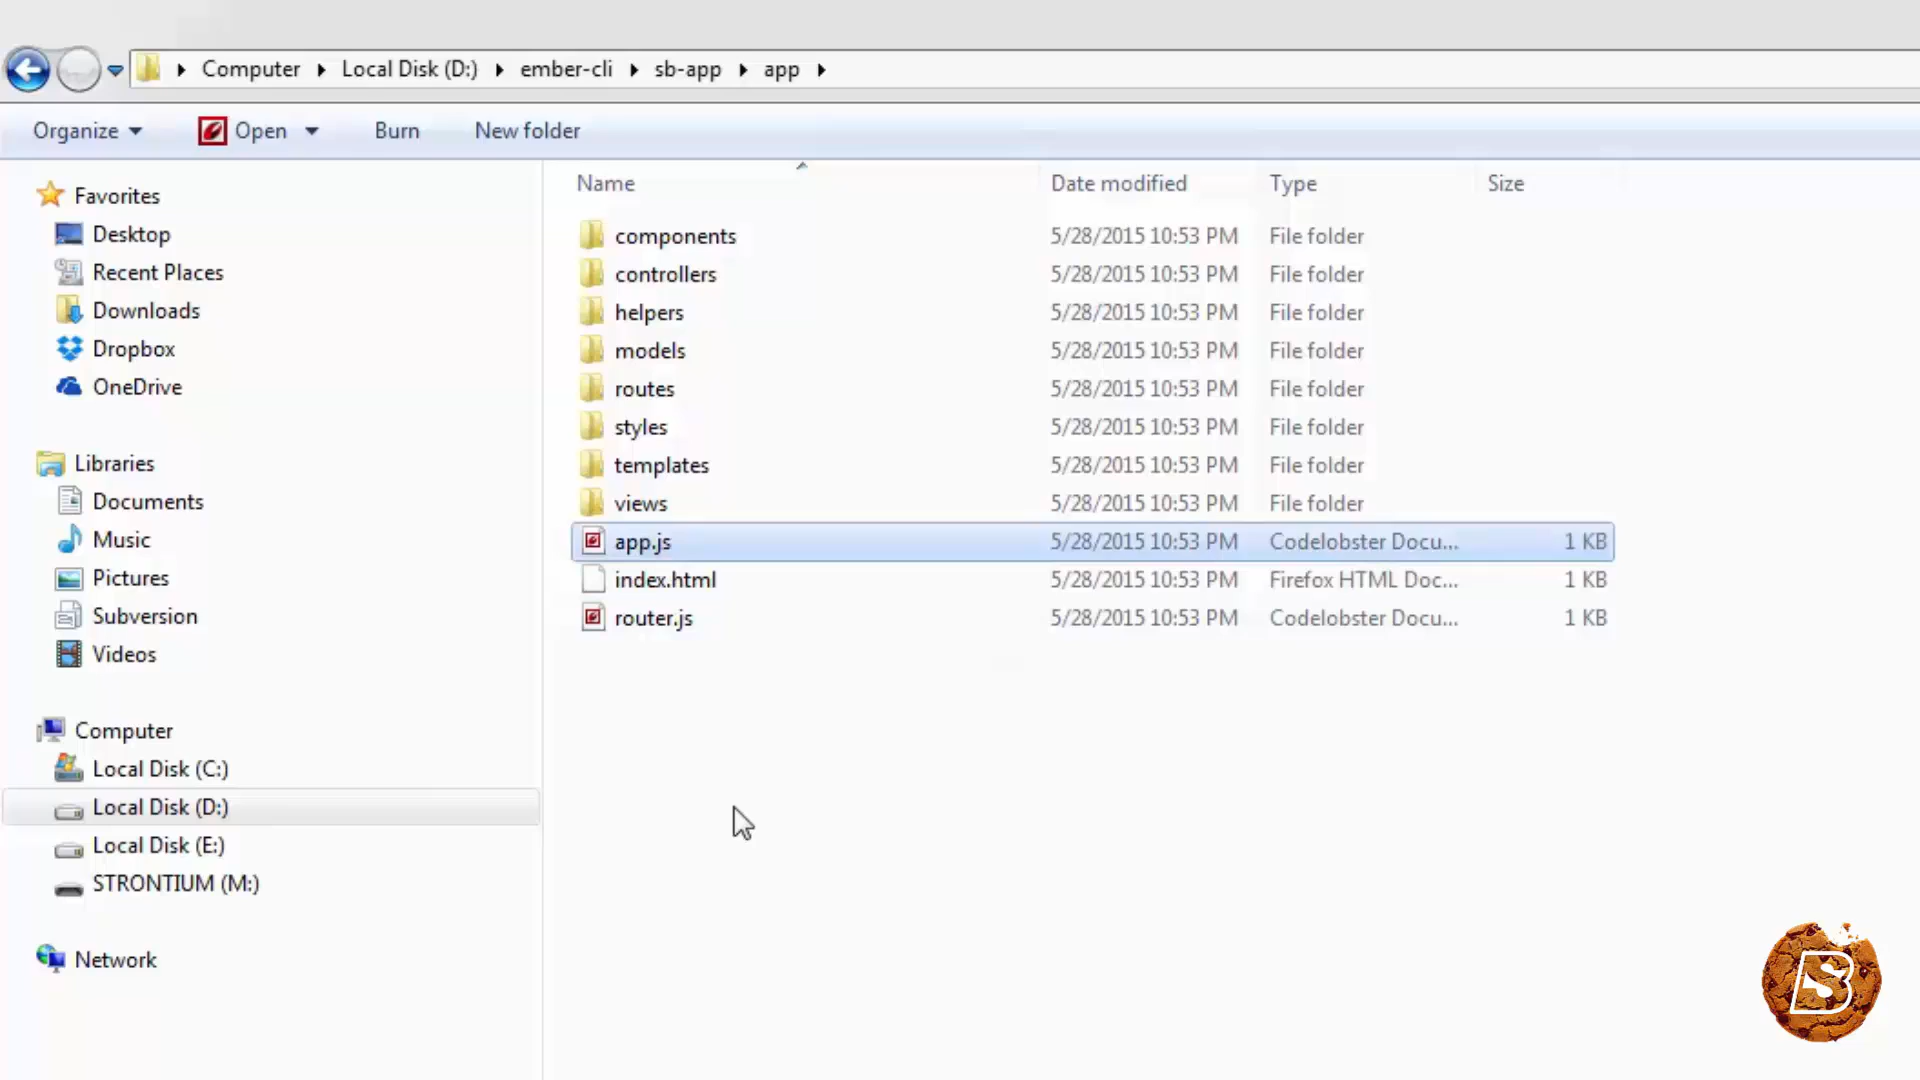 Computer Local Disk (D:) ember-cli sb-app app
Organize Open Burn New folder
Favorites
Desktop
Recent Places
Downloads
Dropbox
OneDrive
Libraries
Documents
Music
Pictures
Subversion
Videos
Computer
Local Disk (C:)
Local Disk (D:)
Local Disk (E:)
STRONTIUM (M:)
Network
Name Date modified Type Size
components 5/28/2015 10:53 PM File folder
controllers 5/28/2015 10:53 PM File folder
helpers 5/28/2015 10:53 PM File folder
models 5/28/2015 10:53 PM File folder
routes 5/28/2015 10:53 PM File folder
styles 5/28/2015 10:53 PM File folder
templates 5/28/2015 10:53 PM File folder
views 5/28/2015 10:53 PM File folder
app.js 5/28/2015 10:53 PM Codelobster Docu... 1 KB
index.html 5/28/2015 10:53 PM Firefox HTML Doc... 1 KB
router.js 5/28/2015 10:53 PM Codelobster Docu... 1 KB